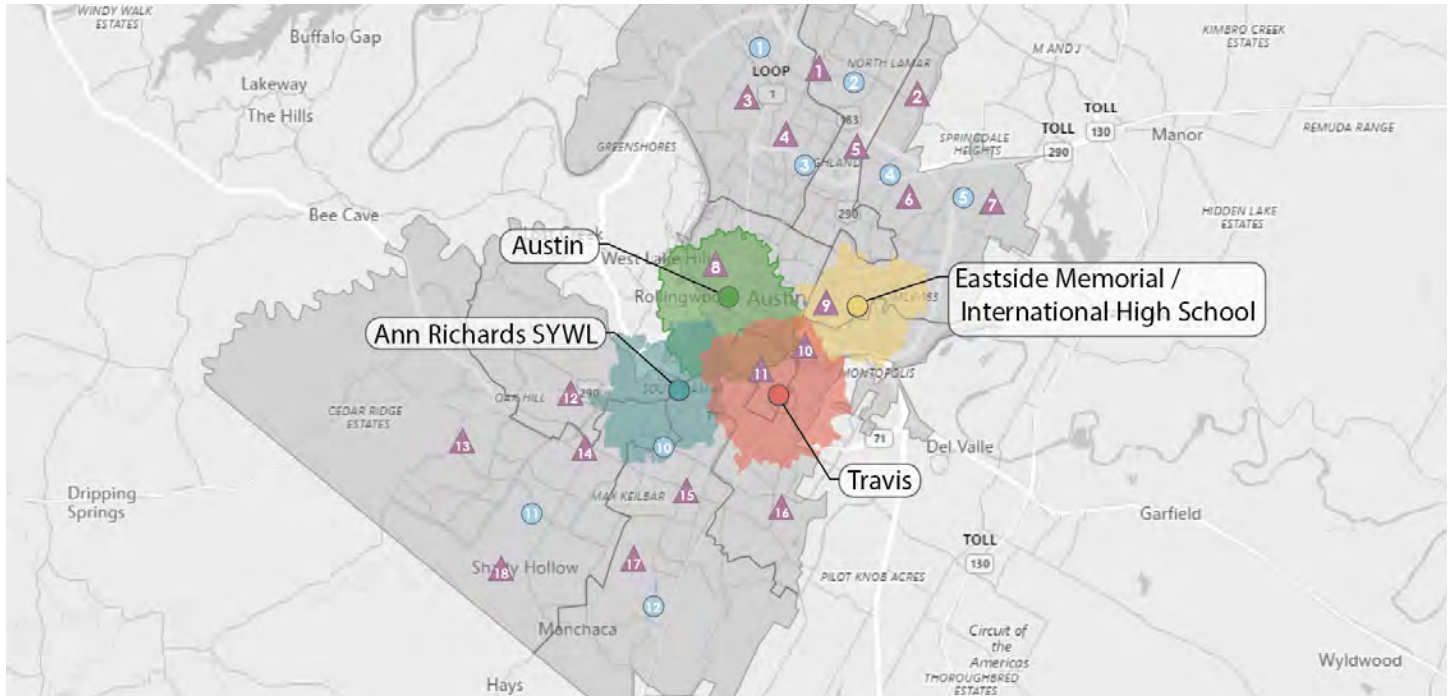 WINDY WALK
ESTATES
Buffalo Gap
Lakeway
The Hills
1
LOOP
1
1
NORTH LAMAR
2
M AND J
KIMBRO CREEK
ESTATES
3
2
TOLL
130
TOLL
290
Manor
REMUDA RANGE
183
4
5
GREENSHORES
3
SPRINGDALE
HEIGHTS
4
6
5
7
Bee Cave
290
HIDDEN LAKE
ESTATES
Austin
West Lake Hill
8
Rollingwood
Austin
9
Eastside Memorial /
International High School
Ann Richards SYWL
10
11
MONTOPOLIS
OAK HILL
12
290
CEDAR RIDGE
ESTATES
13
14
10
71
Del Valle
Travis
Dripping
Springs
MAX KEILBAR
15
16
11
Garfield
TOLL
130
18
17
PILOT KNOB ACRES
12
Manchaca
Circuit of
the
Americas
THOROUGHBRED
ESTATES
Wyldwood
Hays